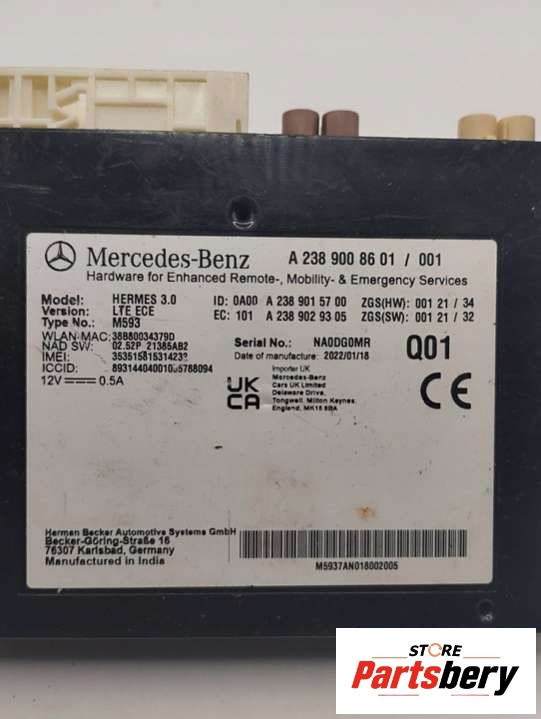 Mercedes-Benz A 238 900 86 01 / 001
Hardware for Enhanced Remote-, Mobility- & Emergency Services
Model: HERMES 3.0 ID: 0A00 A 238 901 57 00 ZGS(HW): 001 21 / 34
Version: LTE ECE EC: 101 A 238 902 93 05 ZGS(SW): 001 21 / 32
Type No.: M593
WLAN-MAC: 38B80034379D Serial No.: NA0DG0MR Q01
NAD SW: 02.52P_21385AB2 Date of manufacture: 2022/01/18
IMEI:
ICCID:
12V 0.5A
UK
CA
Importer UK
Mercedes-Benz
Cars UK Limited
Delaware Drive,
Tongwell, Milton Keynes,
England, MK15 8BA
CE
Harman Becker Automotive Systems GmbH
Becker-Göring-Straße 16
76307 Karlsbad, Germany
Manufactured in India
M5937AN018002005
STORE
Partsbery